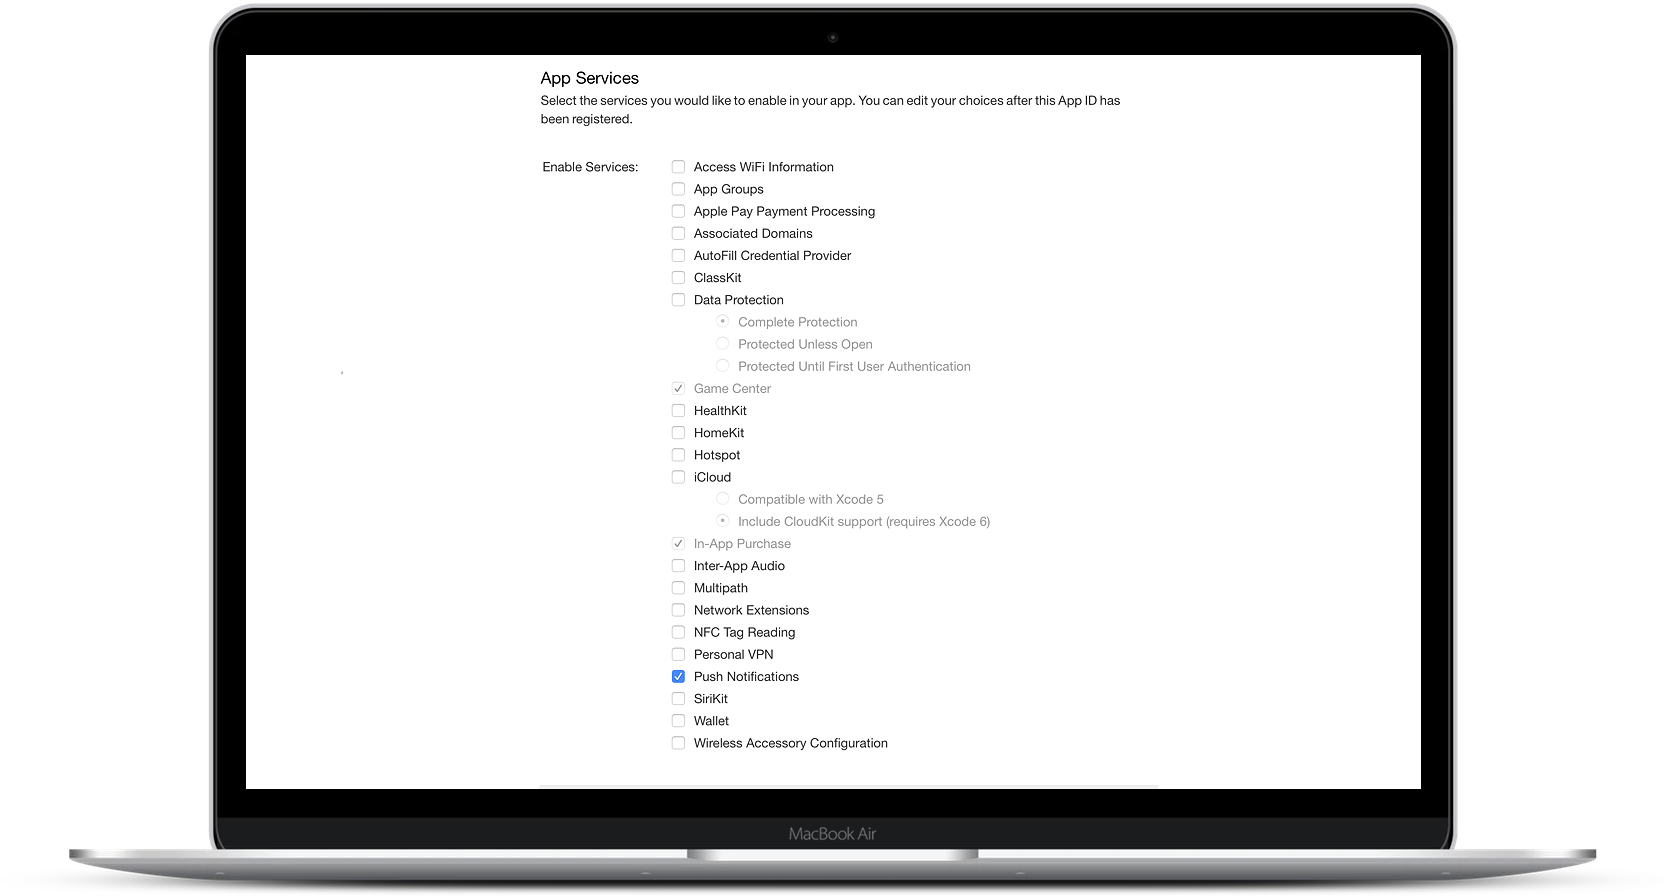 App Services
Select the services you would like to enable in your app. You can edit your choices after this App ID has
been registered.
Enable Services:
Access WiFi Information
App Groups
Apple Pay Payment Processing
Associated Domains
AutoFill Credential Provider
ClassKit
Data Protection
Complete Protection
Protected Unless Open
Protected Until First User Authentication
Game Center
HealthKit
HomeKit
Hotspot
iCloud
Compatible with Xcode 5
Include CloudKit support (requires Xcode 6)
In-App Purchase
Inter-App Audio
Multipath
Network Extensions
NFC Tag Reading
Personal VPN
Push Notifications
SiriKit
Wallet
Wireless Accessory Configuration
MacBook Air